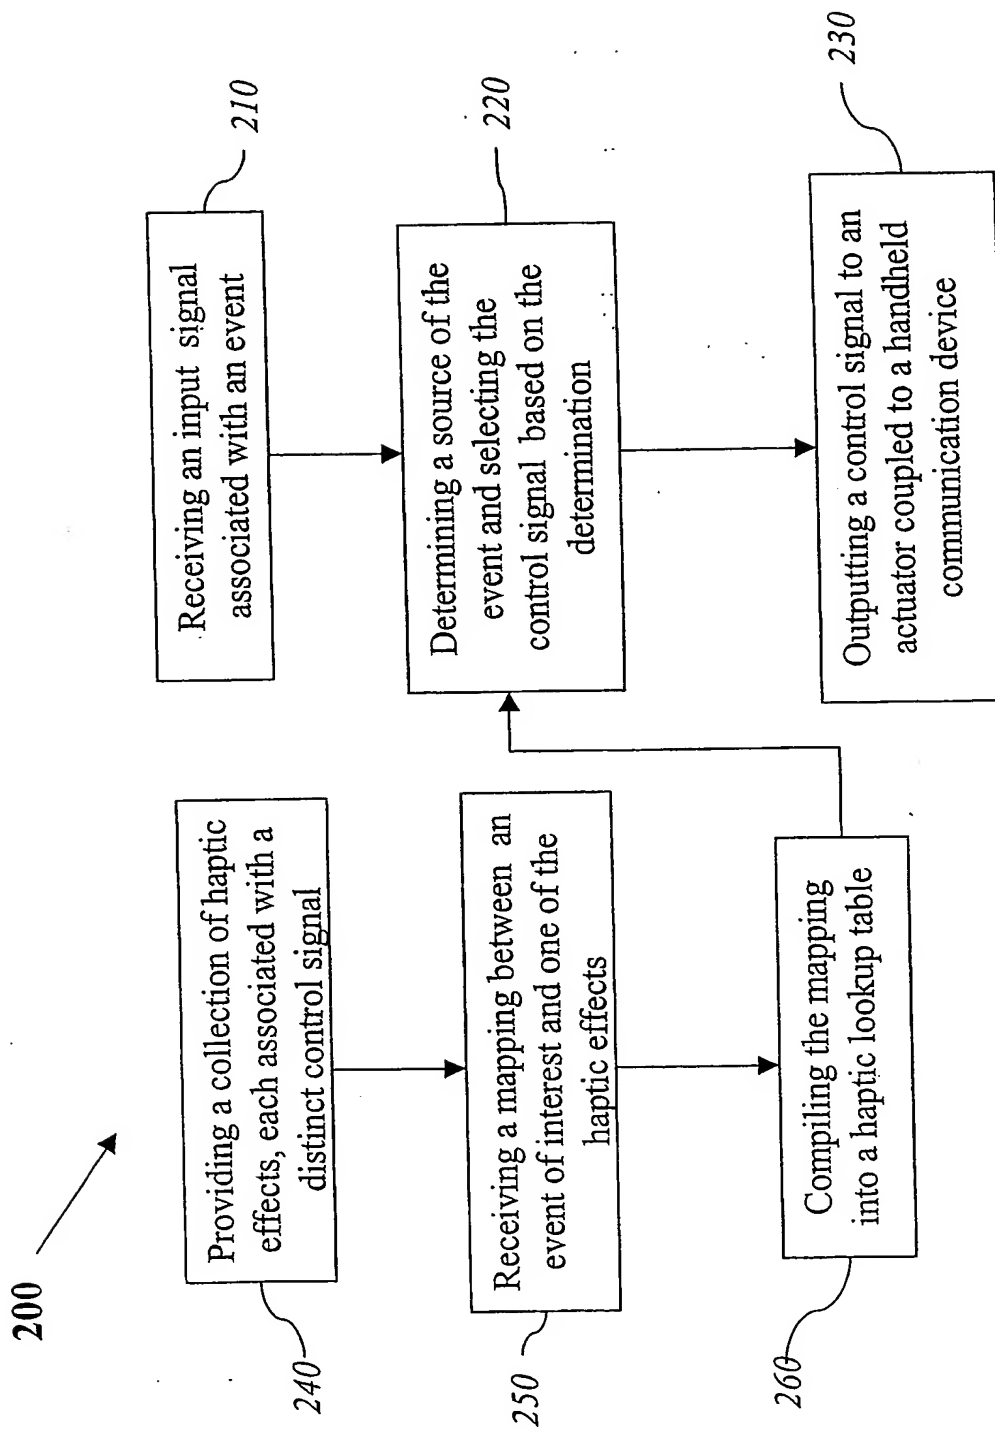 200
240
Providing a collection of haptic
effects, each associated with a
distinct control signal
250
Receiving a mapping between an
event of interest and one of the
haptic effects
260
Compiling the mapping
into a haptic lookup table
210
Receiving an input signal
associated with an event
220
Determining a source of the
event and selecting the
control signal based on the
determination
230
Outputting a control signal to an
actuator coupled to a handheld
communication device